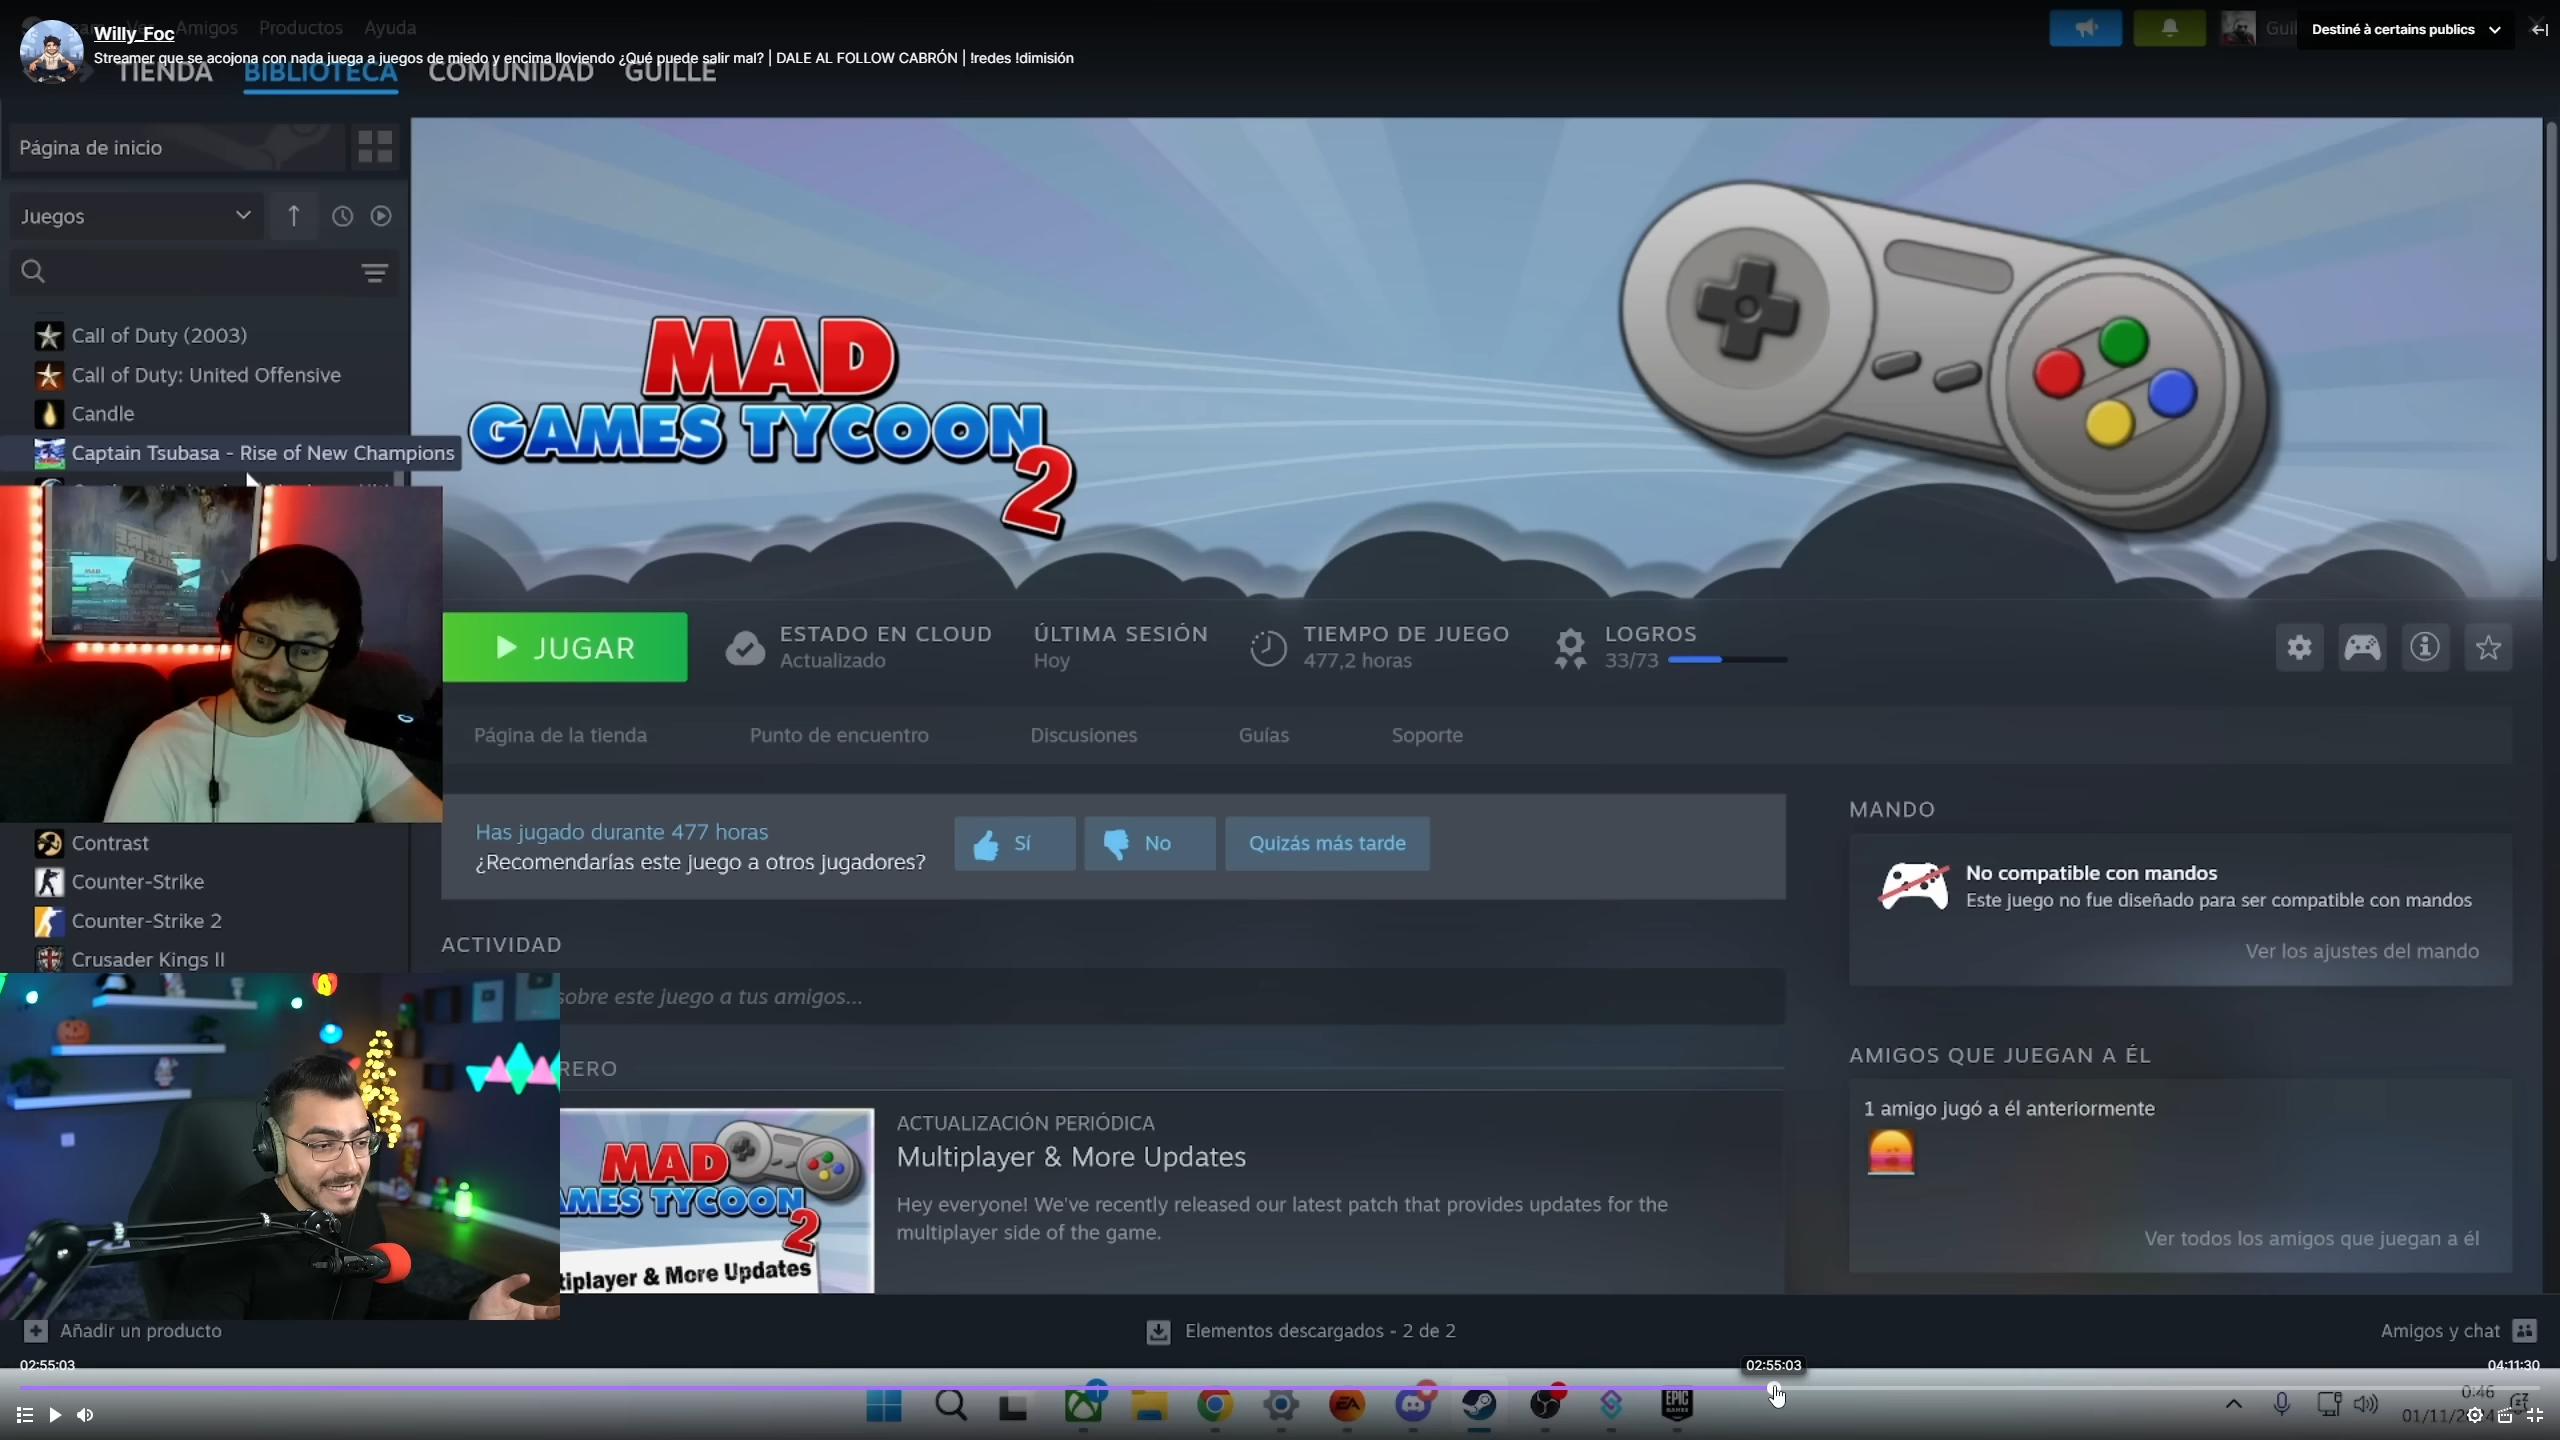 Amigos Productos Ayuda
Willy_Foc
Streamer que se acojona con nada juega a juegos de miedo y encima lloviendo ¿Qué puede salir mal? | DALE AL FOLLOW CABRÓN | !redes !dimisión
Destiné à certains publics
TIENDA BIBLIOTECA COMUNIDAD GUILLE
Página de inicio
Juegos
Call of Duty (2003)
Call of Duty: United Offensive
Candle
Captain Tsubasa - Rise of New Champions
MAD
GAMES TYCOON
2
JUGAR
ESTADO EN CLOUD
Actualizado
ÚLTIMA SESIÓN
Hoy
TIEMPO DE JUEGO
477,2 horas
LOGROS
33/73
Página de la tienda
Punto de encuentro
Discusiones
Guías
Soporte
Has jugado durante 477 horas
¿Recomendarías este juego a otros jugadores?
Sí
No
Quizás más tarde
MANDO
No compatible con mandos
Este juego no fue diseñado para ser compatible con mandos
Ver los ajustes del mando
Contrast
Counter-Strike
Counter-Strike 2
Crusader Kings II
ACTIVIDAD
sobre este juego a tus amigos...
RERO
MAD
AMES TYCOON
2
tiplayer & More Updates
ACTUALIZACIÓN PERIÓDICA
Multiplayer & More Updates
Hey everyone! We've recently released our latest patch that provides updates for the
multiplayer side of the game.
AMIGOS QUE JUEGAN A ÉL
1 amigo jugó a él anteriormente
Ver todos los amigos que juegan a él
Añadir un producto
Elementos descargados - 2 de 2
Amigos y chat
02:55:03
02:55:03
04:11:30
EA
EPIC
GAMES
0:46